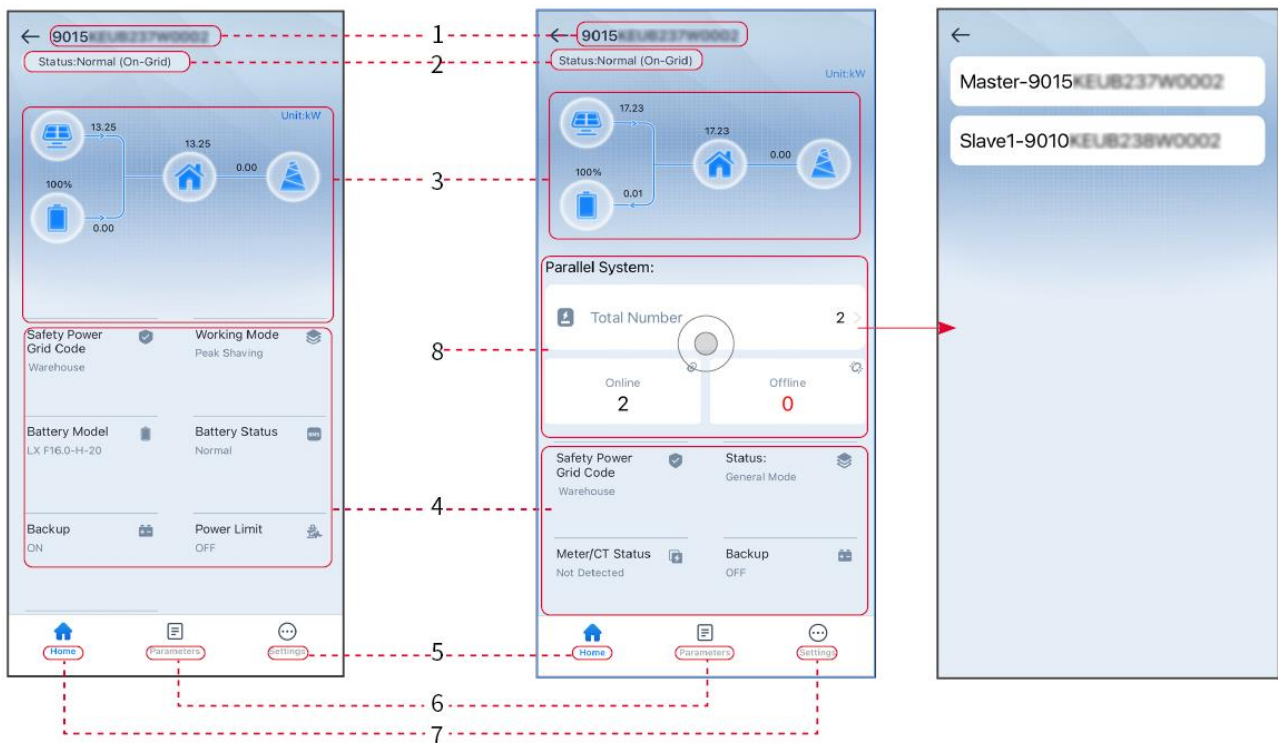 9015
Status:Normal (On-Grid)
Unit:kW
13.25
13.25
0.00
100%
0.00
Safety Power
Grid Code
Warehouse
Working Mode
Peak Shaving
Battery Model
LX F16.0-H-20
Battery Status
Normal
BMS
Backup
ON
Power Limit
OFF
Home
Parameters
Settings
1
2
3
8
4
5
6
7
9015
Status:Normal (On-Grid)
Unit:kW
17.23
17.23
0.00
100%
0.01
Parallel System:
Total Number
2
Online
2
Offline
0
Safety Power
Grid Code
Warehouse
Status:
General Mode
Meter/CT Status
Not Detected
Backup
OFF
Home
Parameters
Settings
Master-9015
Slave1-9010